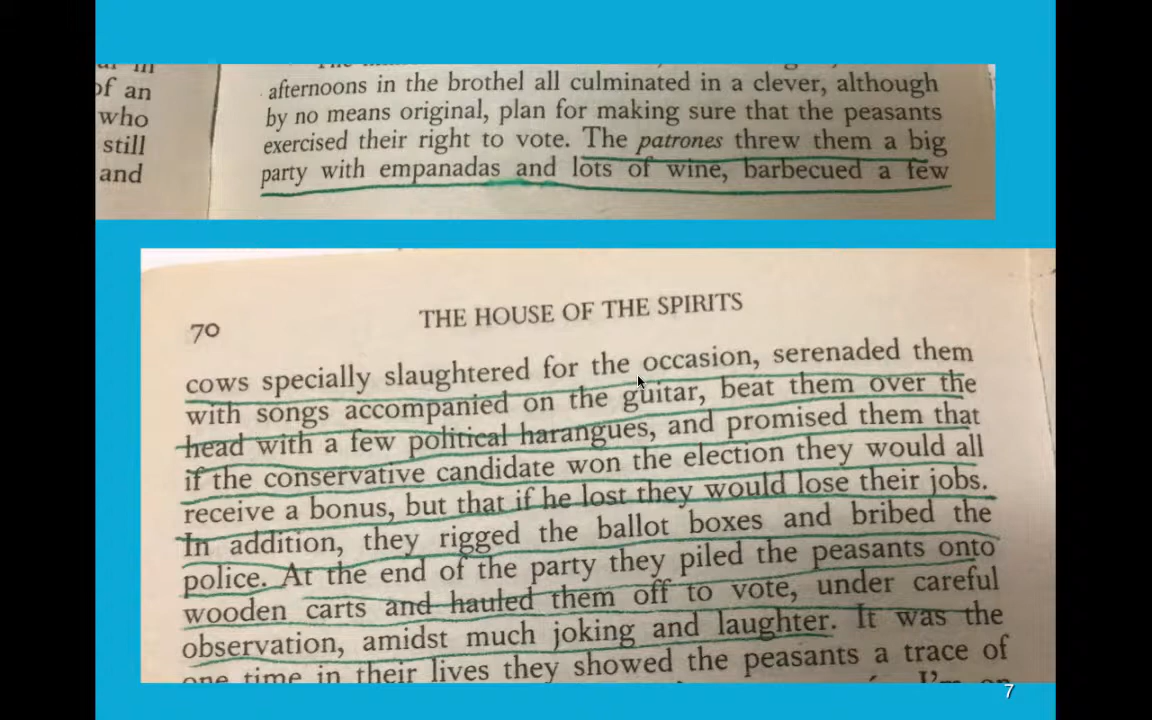 of an
who
still
and
afternoons in the brothel all culminated in a clever, although
by no means original, plan for making sure that the peasants
exercised their right to vote. The patrones threw them a big
party with empanadas and lots of wine, barbecued a few
70
THE HOUSE OF THE SPIRITS
cows specially slaughtered for the occasion, serenaded them
with songs accompanied on the guitar, beat them over the
head with a few political harangues, and promised them that
if the conservative candidate won the election they would all
receive a bonus, but that if he lost they would lose their jobs.
In addition, they rigged the ballot boxes and bribed the
police. At the end of the party they piled the peasants onto
wooden carts and hauled them off to vote, under careful
observation, amidst much joking and laughter. It was the
one time in their lives they showed the peasants a trace of
7